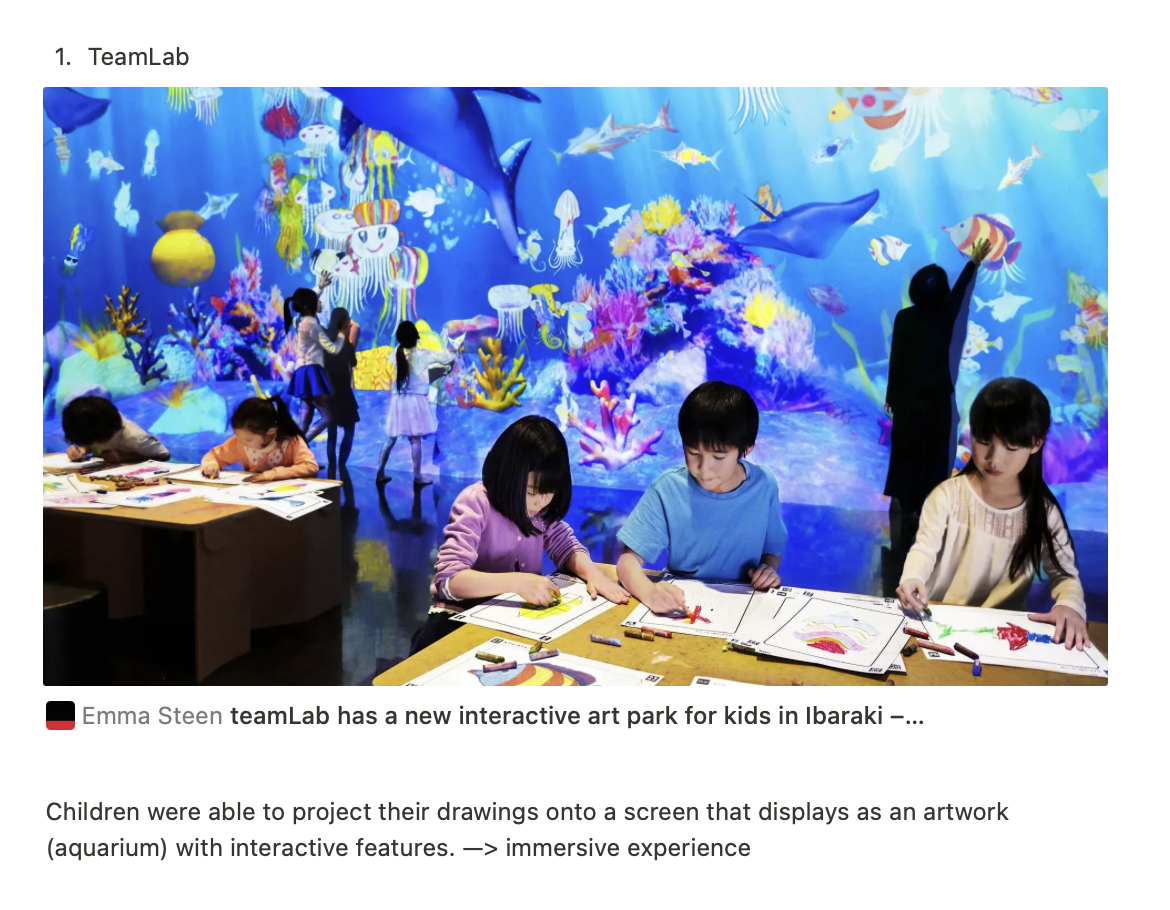 1. TeamLab
Emma Steen teamLab has a new interactive art park for kids in Ibaraki –...
Children were able to project their drawings onto a screen that displays as an artwork
(aquarium) with interactive features. —> immersive experience